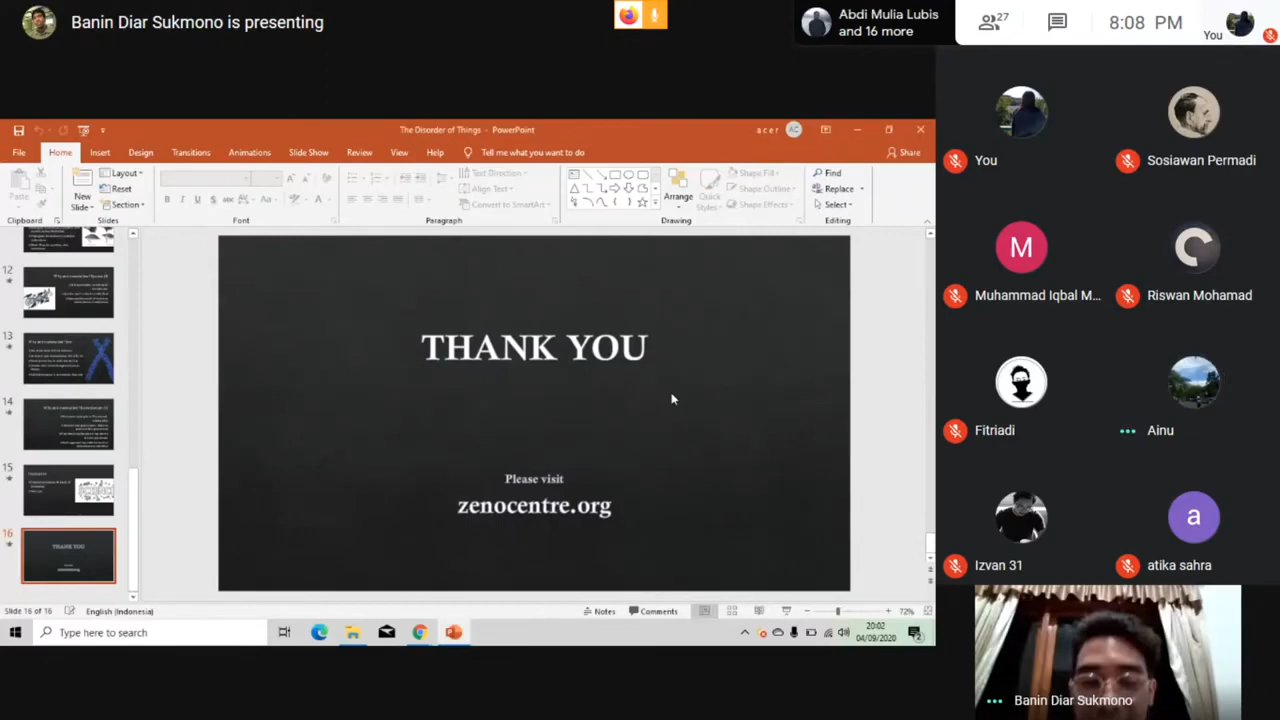 Banin Diar Sukmono is presenting
Abdi Mulia Lubis
and 16 more
27
8:08 PM
You
The Disorder of Things - PowerPoint
acer
AC
File
Home
Insert
Design
Transitions
Animations
Slide Show
Review
View
Help
Tell me what you want to do
Share
Paste
Clipboard
New
Slide
Layout
Reset
Section
Slides
B I U S
Font
Text Direction
Align Text
Convert to SmartArt
Paragraph
Arrange
Quick
Styles
Shape Fill
Shape Outline
Shape Effects
Drawing
Find
Replace
Select
Editing
12
13
14
15
16
THANK YOU
THANK YOU
Please visit
zenocentre.org
Slide 16 of 16
English (Indonesia)
Notes
Comments
72%
Type here to search
20:02
04/09/2020
2
You
Sosiawan Permadi
M
Muhammad Iqbal M...
Riswan Mohamad
Fitriadi
Ainu
Izvan 31
a
atika sahra
Banin Diar Sukmono